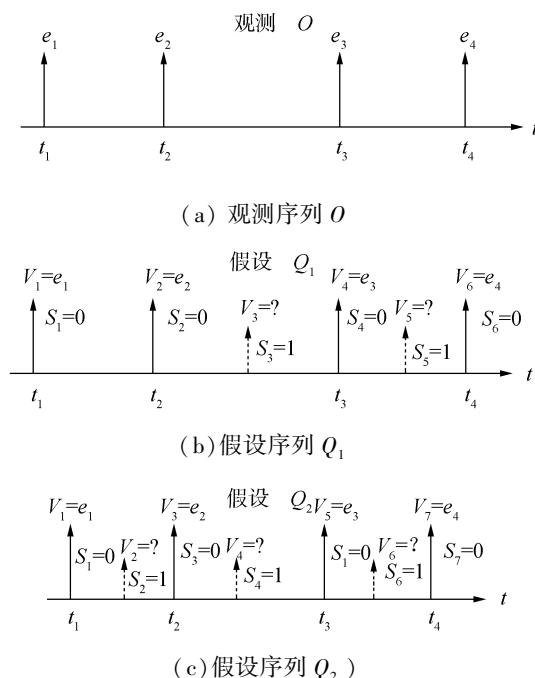 观测 O
e₁ e₂ e₃ e₄
t
t₁ t₂ t₃ t₄
(a) 观测序列 O
假设 Q₁
V₁=e₁ V₂=e₂ V₄=e₃ V₆=e₄
V₃=? V₅=?
S₁=0 S₂=0 S₄=0 S₆=0
S₃=1 S₅=1
t
t₁ t₂ t₃ t₄
(b)假设序列 Q₁
假设 Q₂
V₁=e₁ V₃=e₂ V₅=e₃ V₇=e₄
S₁=0 V₂=? S₃=0 V₄=? S₁=0 V₆=? S₇=0
S₂=1 S₄=1 S₆=1
t
t₁ t₂ t₃ t₄
(c)假设序列 Q₂ )